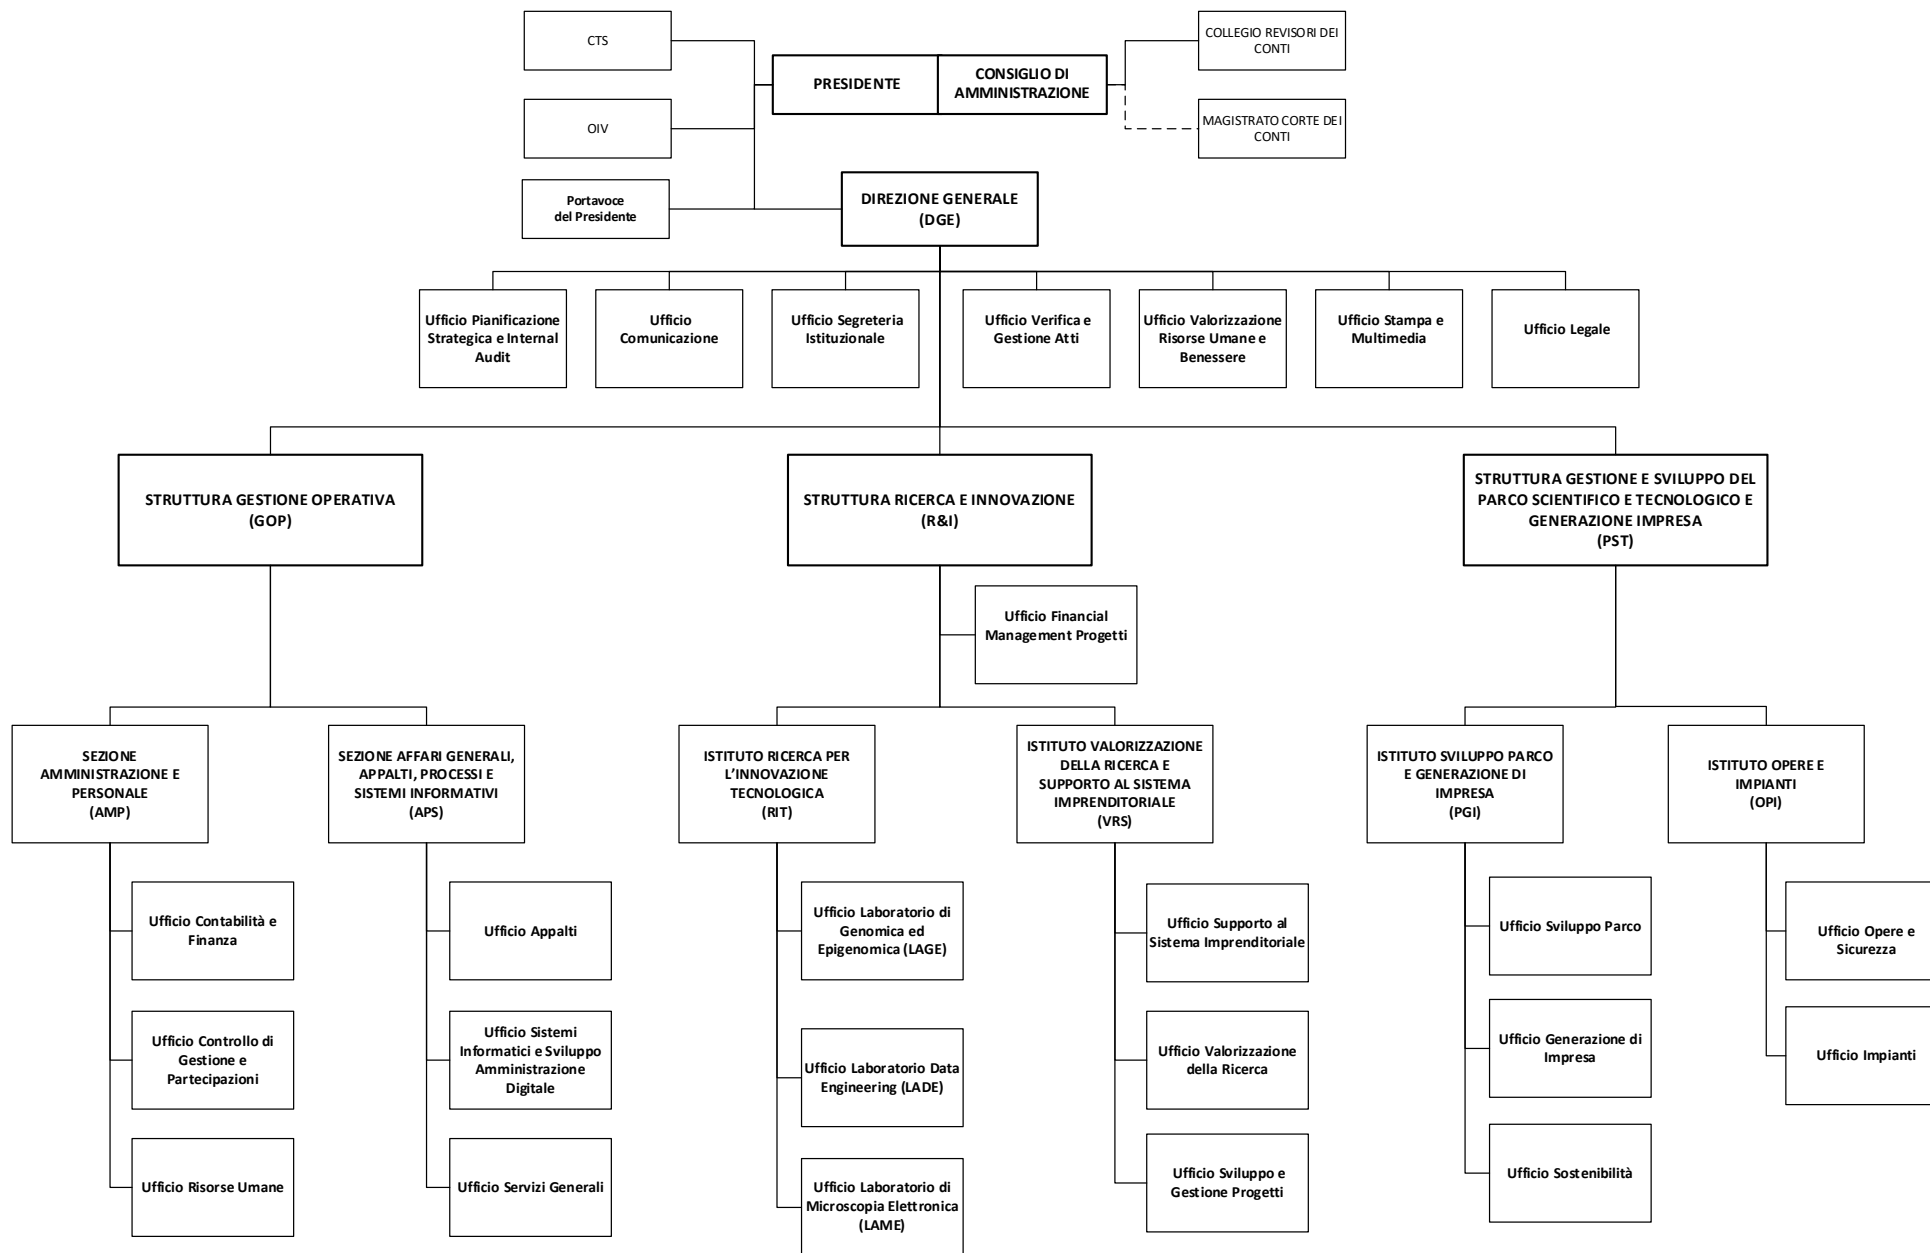 CTS
COLLEGIO REVISORI DEI
CONTI
PRESIDENTE
CONSIGLIO DI
AMMINISTRAZIONE
OIV
MAGISTRATO CORTE DEI
CONTI
Portavoce
del Presidente
DIREZIONE GENERALE
(DGE)
Ufficio Pianificazione
Strategica e Internal
Audit
Ufficio
Comunicazione
Ufficio Segreteria
Istituzionale
Ufficio Verifica e
Gestione Atti
Ufficio Valorizzazione
Risorse Umane e
Benessere
Ufficio Stampa e
Multimedia
Ufficio Legale
STRUTTURA GESTIONE OPERATIVA
(GOP)
STRUTTURA RICERCA E INNOVAZIONE
(R&I)
STRUTTURA GESTIONE E SVILUPPO DEL
PARCO SCIENTIFICO E TECNOLOGICO E
GENERAZIONE IMPRESA
(PST)
Ufficio Financial
Management Progetti
SEZIONE
AMMINISTRAZIONE E
PERSONALE
(AMP)
SEZIONE AFFARI GENERALI,
APPALTI, PROCESSI E
SISTEMI INFORMATIVI
(APS)
ISTITUTO RICERCA PER
L'INNOVAZIONE
TECNOLOGICA
(RIT)
ISTITUTO VALORIZZAZIONE
DELLA RICERCA E
SUPPORTO AL SISTEMA
IMPRENDITORIALE
(VRS)
ISTITUTO SVILUPPO PARCO
E GENERAZIONE DI
IMPRESA
(PGI)
ISTITUTO OPERE E
IMPIANTI
(OPI)
Ufficio Contabilità e
Finanza
Ufficio Appalti
Ufficio Laboratorio di
Genomica ed
Epigenomica (LAGE)
Ufficio Supporto al
Sistema Imprenditoriale
Ufficio Sviluppo Parco
Ufficio Opere e
Sicurezza
Ufficio Controllo di
Gestione e
Partecipazioni
Ufficio Sistemi
Informatici e Sviluppo
Amministrazione
Digitale
Ufficio Laboratorio Data
Engineering (LADE)
Ufficio Valorizzazione
della Ricerca
Ufficio Generazione di
Impresa
Ufficio Impianti
Ufficio Risorse Umane
Ufficio Servizi Generali
Ufficio Laboratorio di
Microscopia Elettronica
(LAME)
Ufficio Sviluppo e
Gestione Progetti
Ufficio Sostenibilità